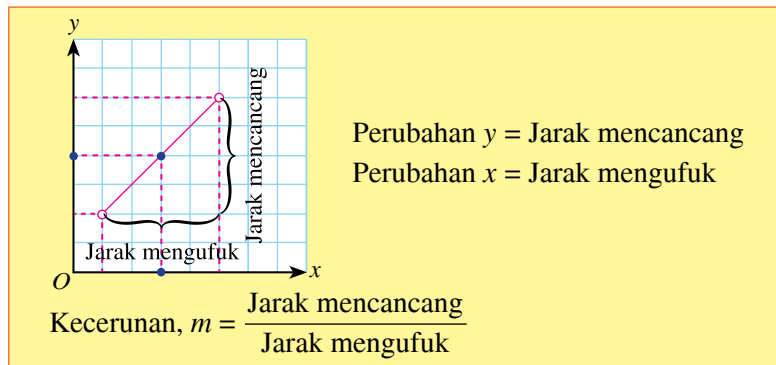 y
Jarak mencancang
Perubahan y = Jarak mencancang
Perubahan x = Jarak mengufuk
Jarak mengufuk
O
x
Kecerunan, m = Jarak mencancang
Jarak mengufuk